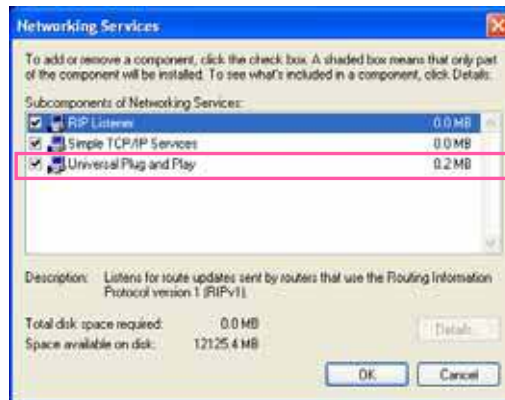 Networking Services
To add or remove a component, click the check box. A shaded box means that only part
of the component will be installed. To see what's included in a component, click Details.
Subcomponents of Networking Services:
RIP Listener 0.0 MB
Simple TCP/IP Services 0.0 MB
Universal Plug and Play 0.2 MB
Description: Listens for route updates sent by routers that use the Routing Information
Protocol version 1 (RIPv1).
Total disk space required: 0.0 MB
Space available on disk: 12125.4 MB
Details...
OK Cancel